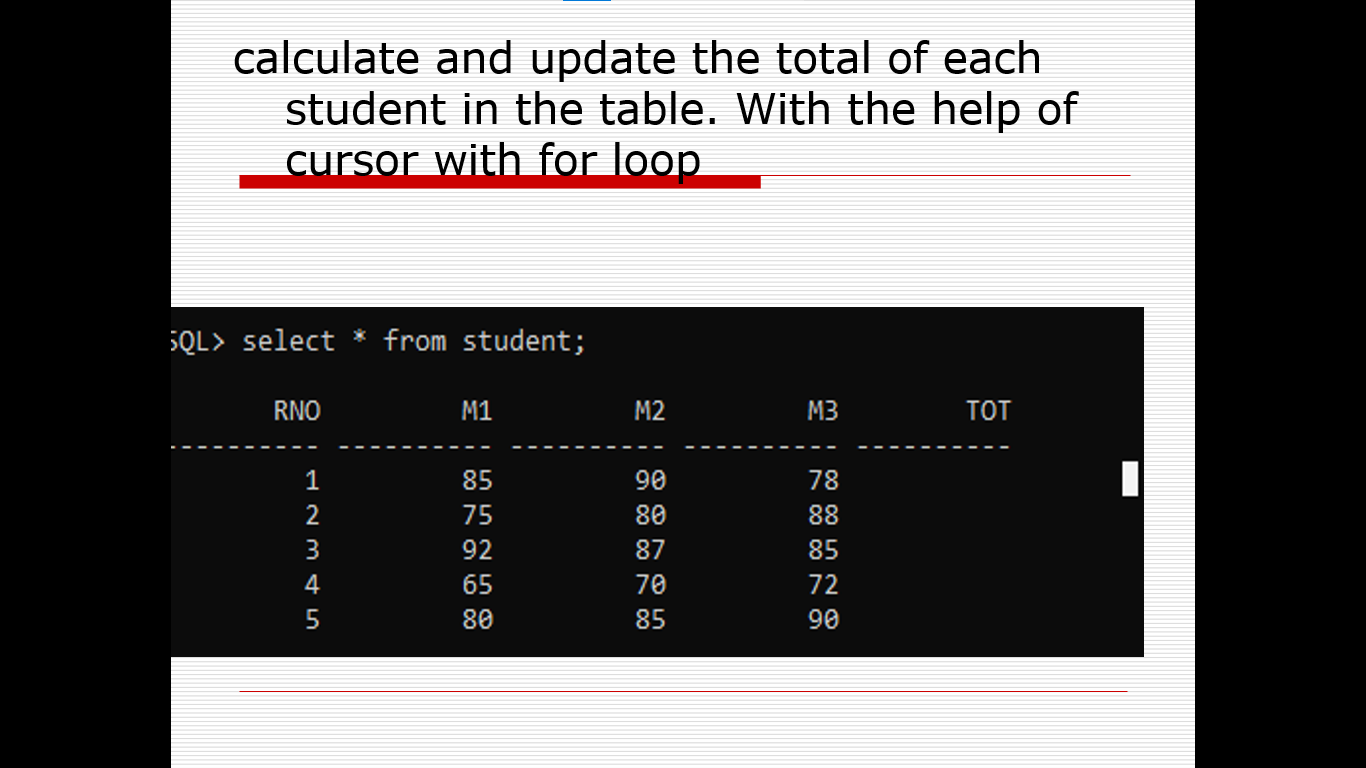 calculate and update the total of each
student in the table. With the help of
cursor with for loop
SQL> select * from student;
RNO M1 M2 M3 TOT
---------- ---------- ---------- ---------- ----------
1 85 90 78
2 75 80 88
3 92 87 85
4 65 70 72
5 80 85 90